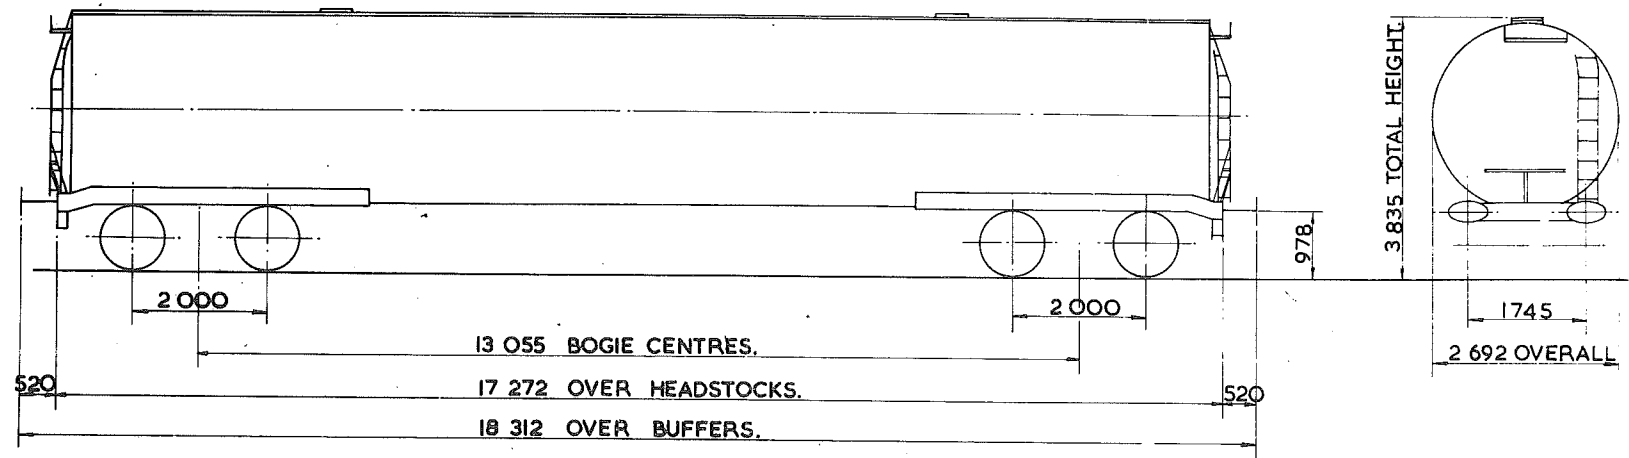 3 835 TOTAL HEIGHT.
978
2 000
2 000
1745
13 055 BOGIE CENTRES.
2 692 OVERALL
520
17 272 OVER HEADSTOCKS.
520
18 312 OVER BUFFERS.